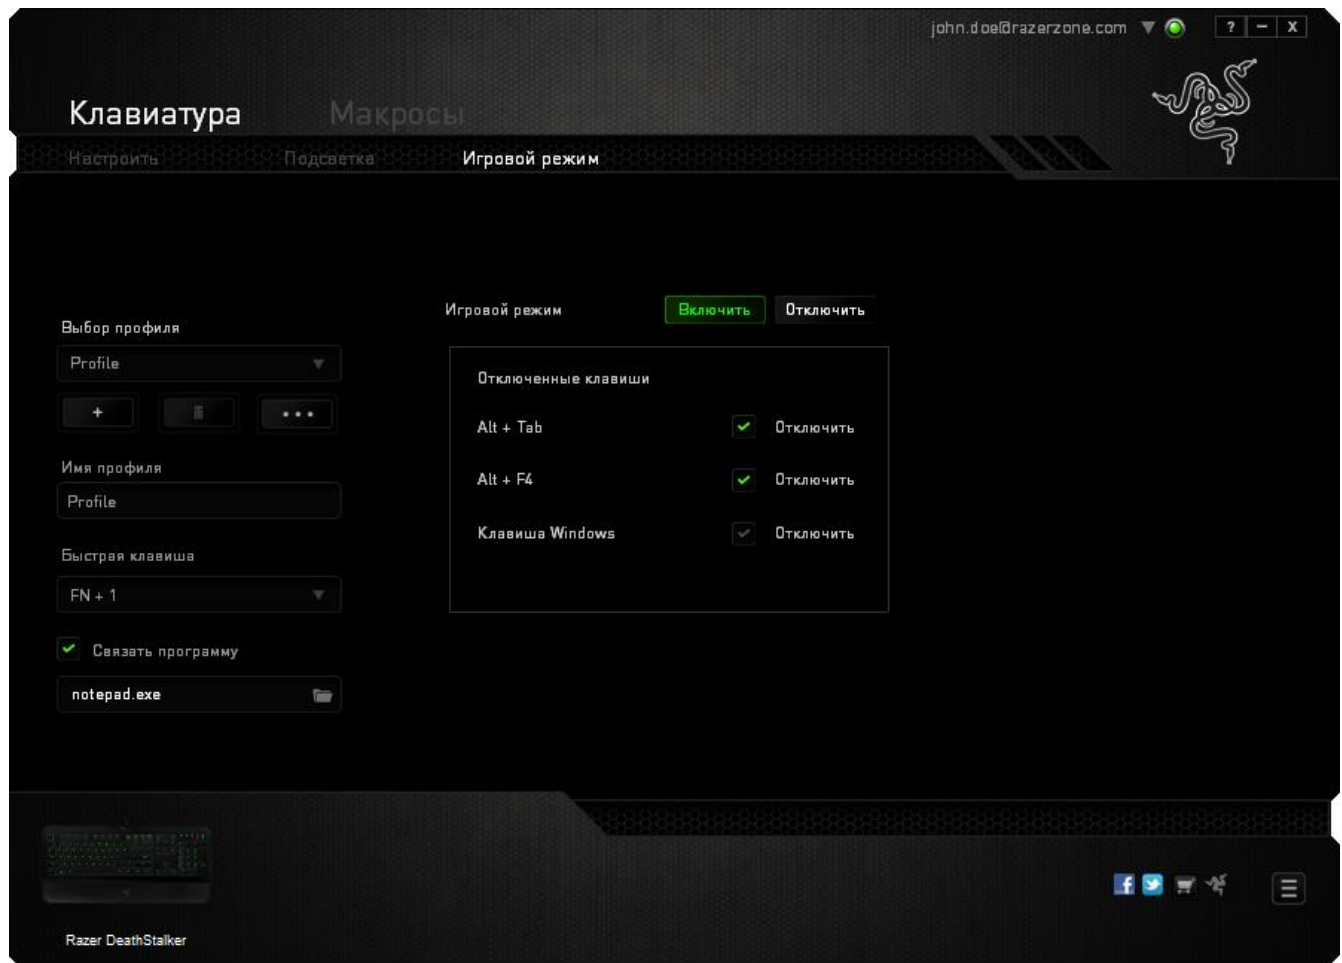 john.doe@razerzone.com
? – X
Клавиатура Макросы
Настроить Подсветка Игровой режим
Выбор профиля
Profile
+ •••
Имя профиля
Profile
Быстрая клавиша
FN + 1
Связать программу
notepad.exe
Игровой режим Включить Отключить
Отключенные клавиши
Alt + Tab Отключить
Alt + F4 Отключить
Клавиша Windows Отключить
Razer DeathStalker